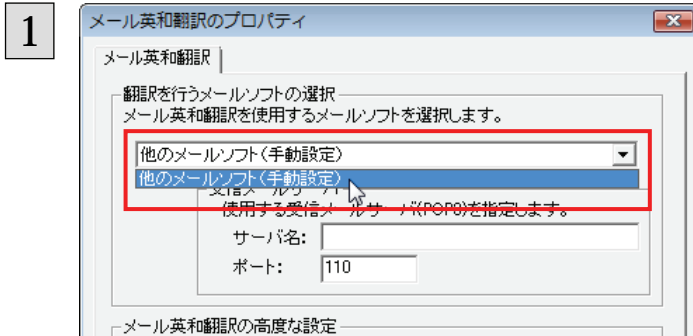 1
メール英和翻訳のプロパティ
メール英和翻訳
翻訳を行うメールソフトの選択
メール英和翻訳を使用するメールソフトを選択します。
他のメールソフト(手動設定)
他のメールソフト(手動設定)
使用する受信メールサーバ(POP3)を指定します。
サーバ名:
ポート: 110
メール英和翻訳の高度な設定